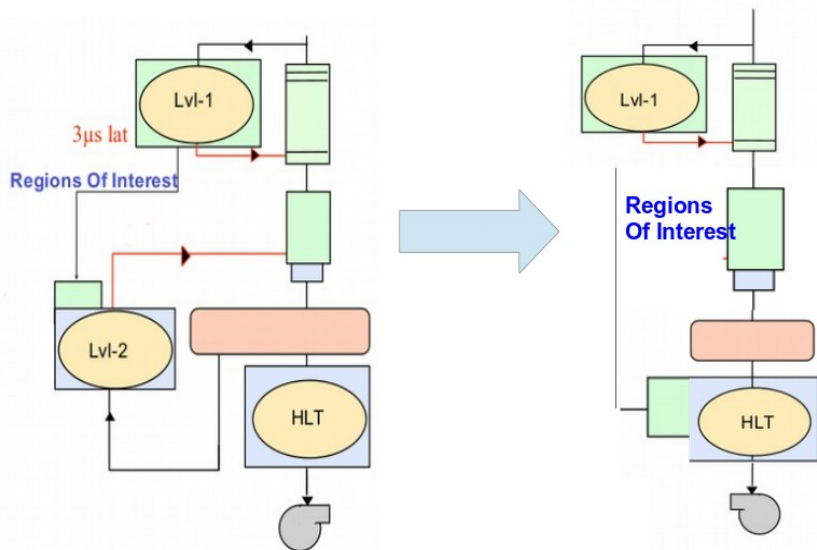 Lvl-1
3μs lat
Regions Of Interest
Lvl-2
HLT
Lvl-1
Regions
Of Interest
HLT